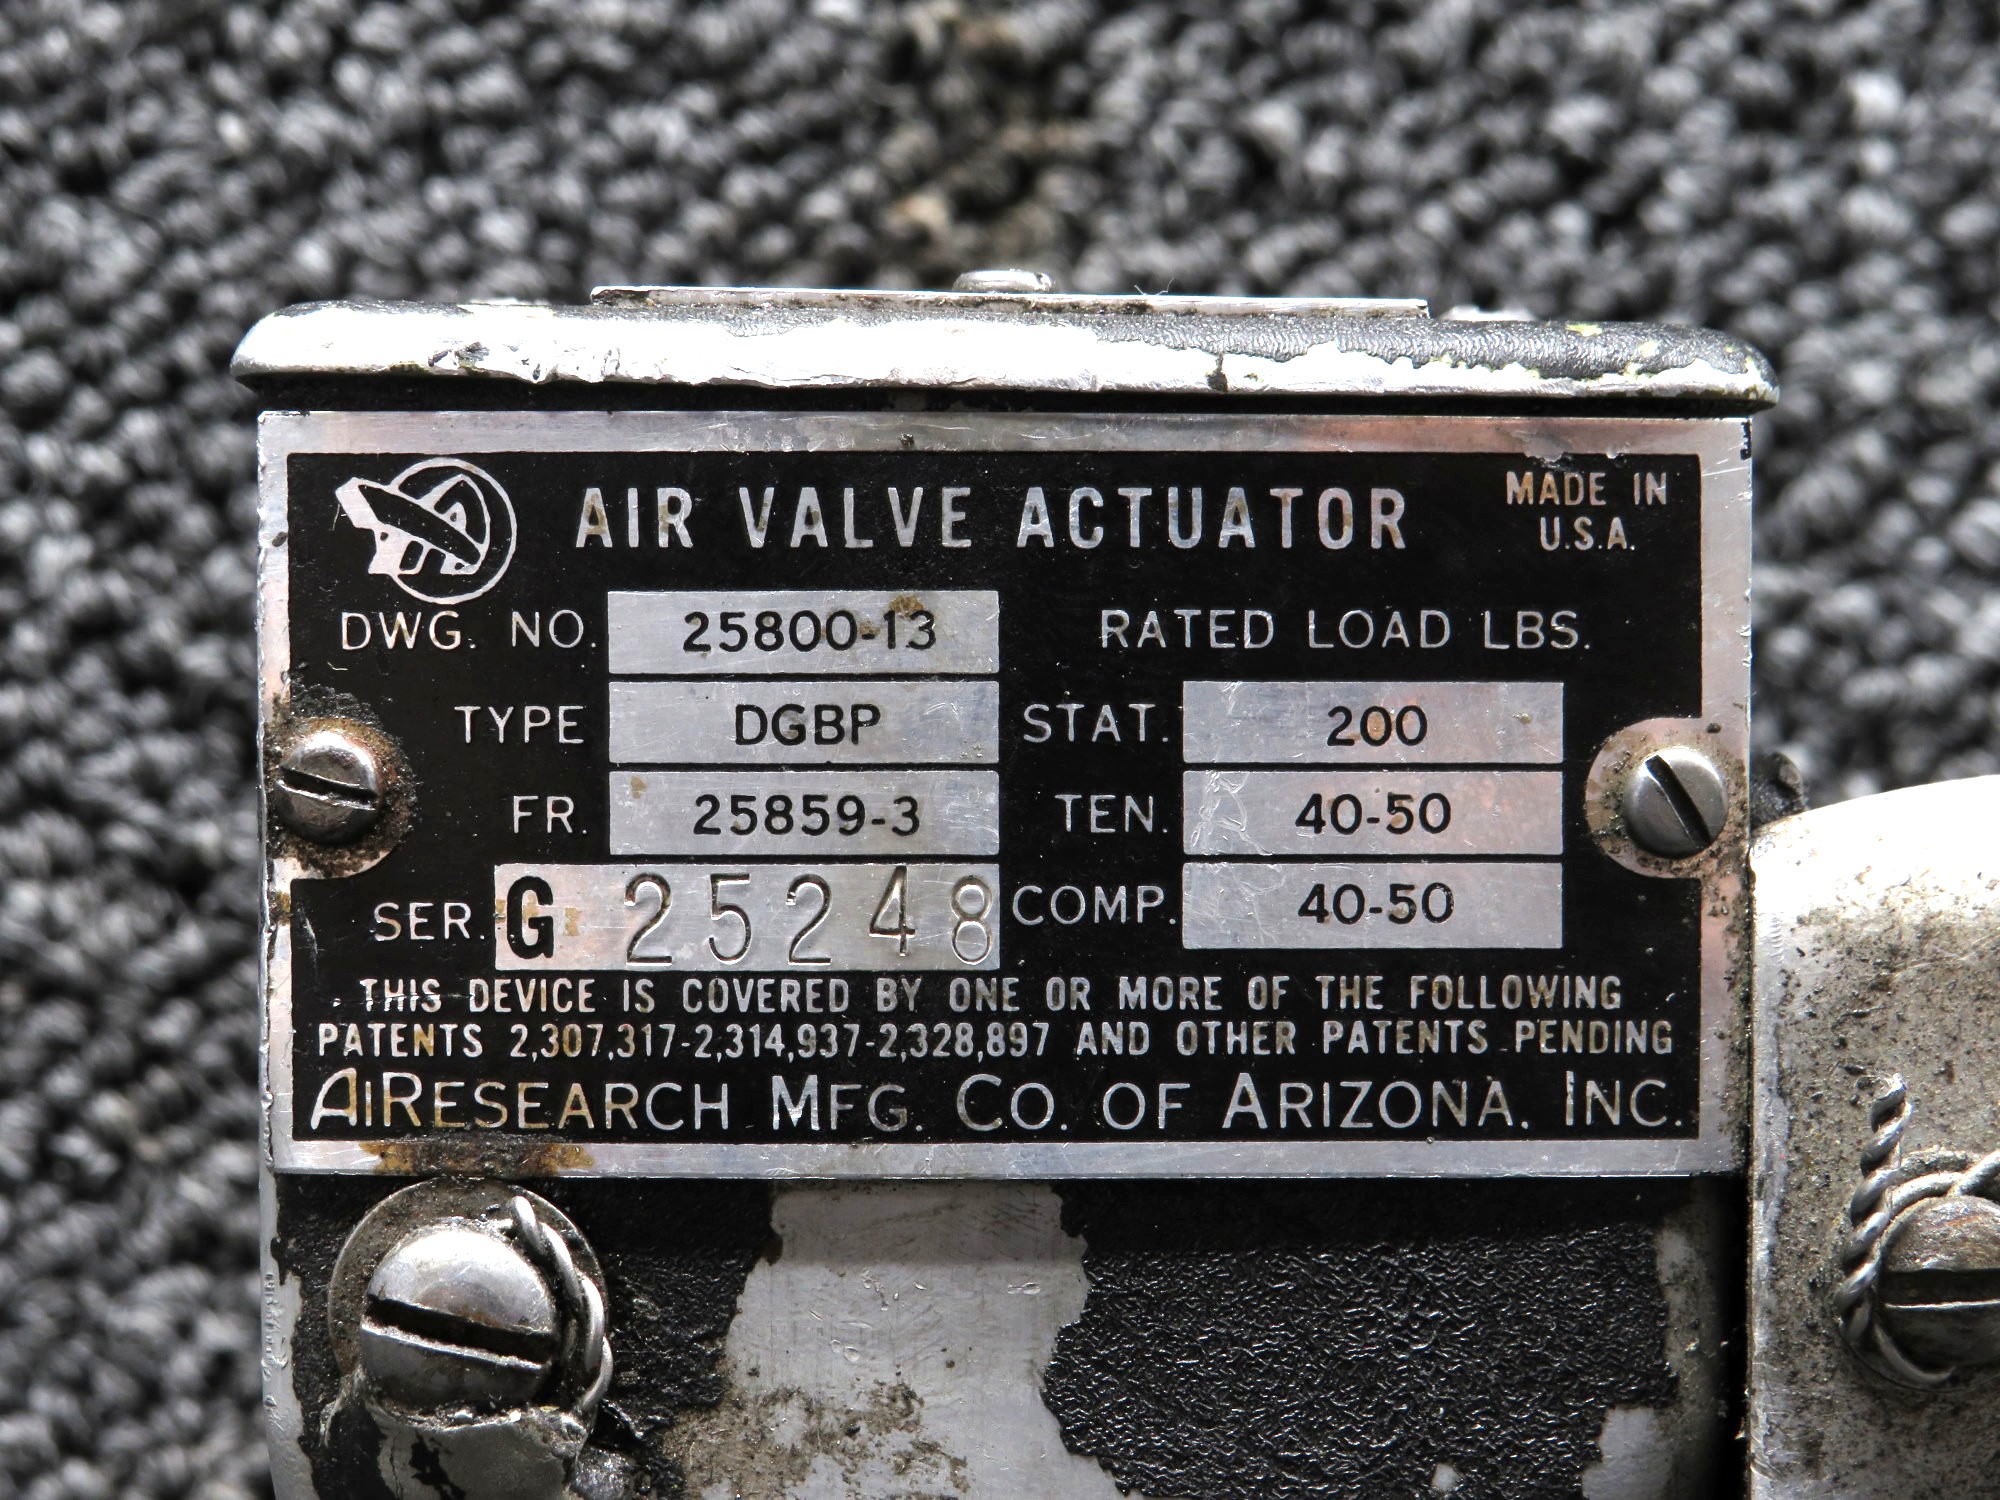 AIR VALVE ACTUATOR
MADE IN
U.S.A.
DWG. NO. 25800-13
RATED LOAD LBS.
TYPE DGBP STAT. 200
FR. 25859-3 TEN. 40-50
SER. G 25248 COMP. 40-50
THIS DEVICE IS COVERED BY ONE OR MORE OF THE FOLLOWING
PATENTS 2,307,317-2,314,937-2,328,897 AND OTHER PATENTS PENDING
AIRESEARCH MFG. CO. OF ARIZONA, INC.